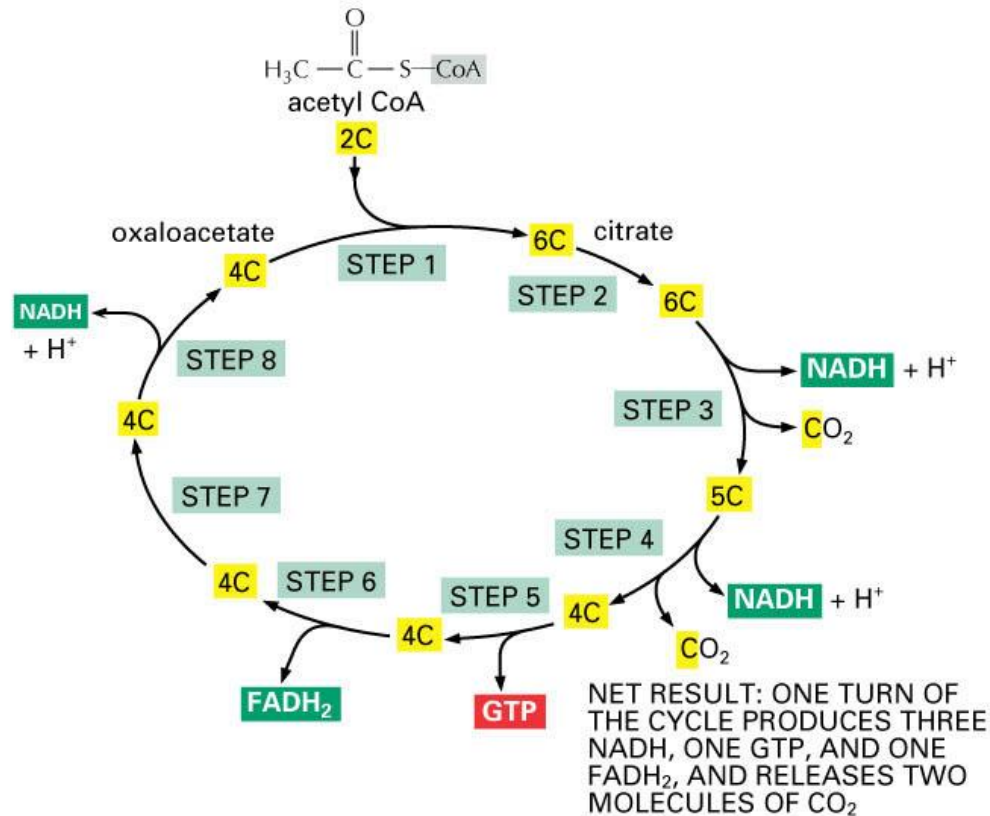 O
H₃C — C — S — CoA
acetyl CoA
2C
oxaloacetate
4C
STEP 1
6C
citrate
STEP 2
6C
NADH + H⁺
STEP 3
CO₂
5C
STEP 4
NADH + H⁺
CO₂
4C
STEP 5
GTP
4C
STEP 6
FADH₂
4C
STEP 7
4C
STEP 8
NADH
+ H⁺
NET RESULT: ONE TURN OF
THE CYCLE PRODUCES THREE
NADH, ONE GTP, AND ONE
FADH₂, AND RELEASES TWO
MOLECULES OF CO₂